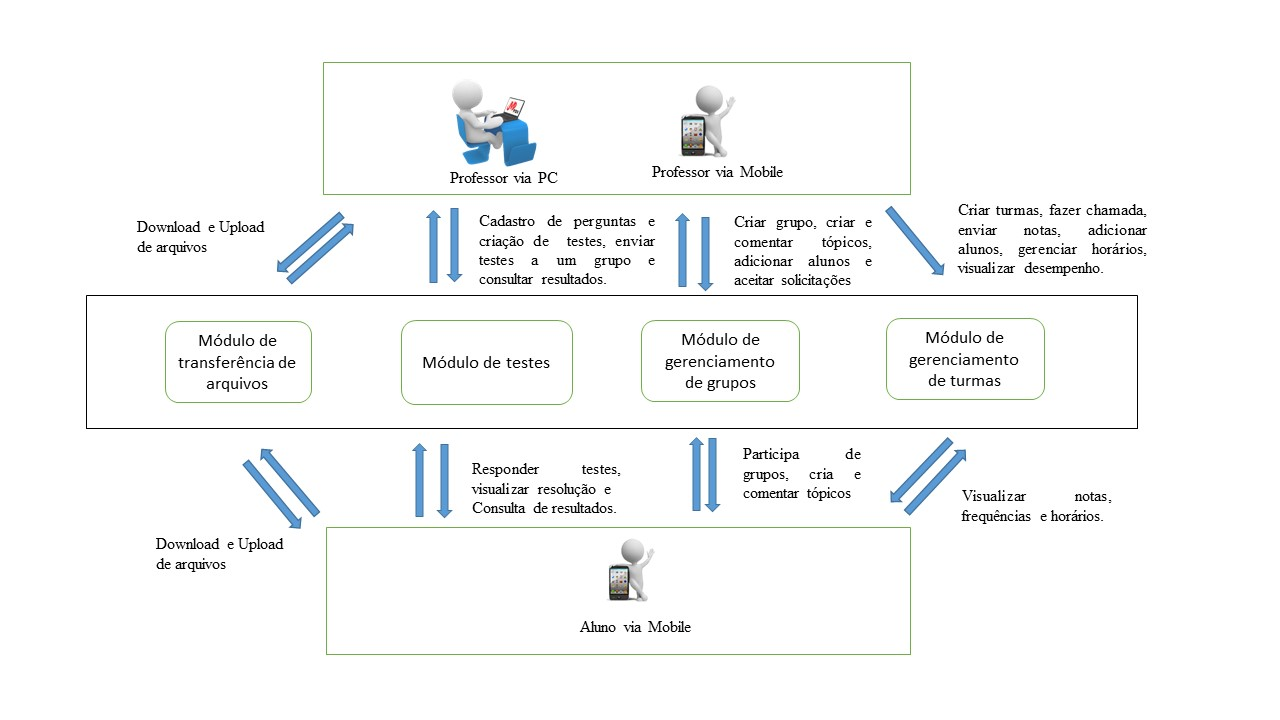 Professor via PC
Professor via Mobile
Download e Upload
de arquivos
Cadastro de perguntas e
criação de testes, enviar
testes a um grupo e
consultar resultados.
Criar grupo, criar e
comentar tópicos,
adicionar alunos e
aceitar solicitações
Criar turmas, fazer chamada,
enviar notas, adicionar
alunos, gerenciar horários,
visualizar desempenho.
Módulo de
transferência de
arquivos
Módulo de testes
Módulo de
gerenciamento
de grupos
Módulo de
gerenciamento
de turmas
Download e Upload
de arquivos
Responder testes,
visualizar resolução e
Consulta de resultados.
Participa de
grupos, cria e
comentar tópicos
Visualizar notas,
frequências e horários.
Aluno via Mobile